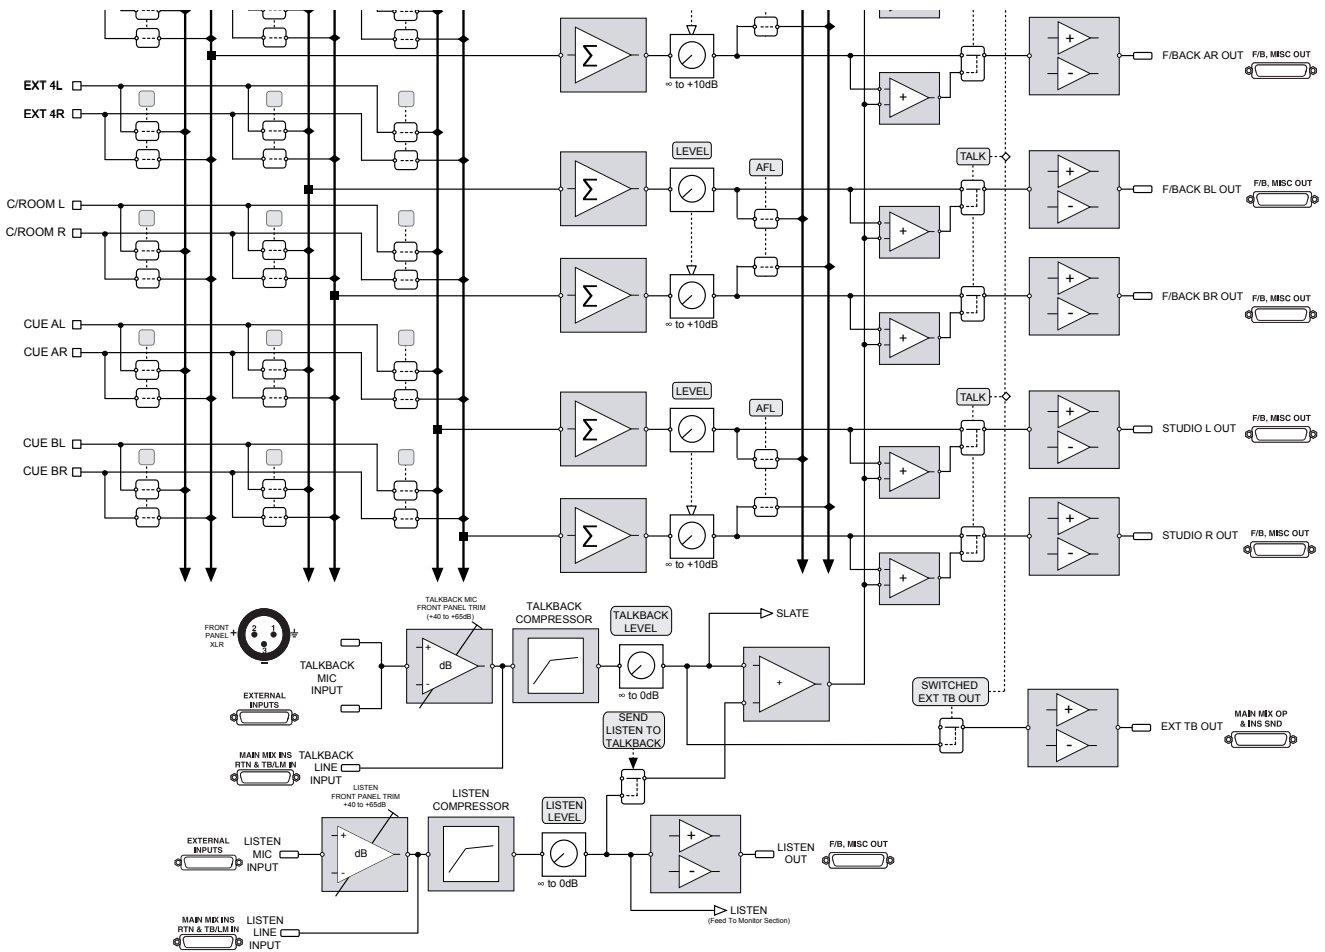 F/BACK AR OUT
F/B, MISC OUT
∞ to +10dB
Σ
+
-
+
EXT 4L
EXT 4R
LEVEL
AFL
TALK
Σ
+
-
F/BACK BL OUT
F/B, MISC OUT
+
C/ROOM L
C/ROOM R
Σ
∞ to +10dB
+
-
F/BACK BR OUT
F/B, MISC OUT
+
CUE AL
CUE AR
LEVEL
AFL
TALK
Σ
+
-
STUDIO L OUT
F/B, MISC OUT
+
CUE BL
CUE BR
Σ
∞ to +10dB
+
-
STUDIO R OUT
F/B, MISC OUT
+
FRONT
PANEL
XLR
+
2
1
3
-
TALKBACK
MIC
INPUT
EXTERNAL
INPUTS
TALKBACK MIC
FRONT PANEL TRIM
(+40 to +65dB)
+
dB
-
TALKBACK
COMPRESSOR
TALKBACK
LEVEL
∞ to 0dB
SLATE
+
SWITCHED
EXT TB OUT
+
-
EXT TB OUT
MAIN MIX OP
& INS SND
SEND
LISTEN TO
TALKBACK
MAIN MIX INS
RTN & TB/LM IN
TALKBACK
LINE
INPUT
LISTEN
FRONT PANEL TRIM
+40 to +65dB
+
dB
-
LISTEN
COMPRESSOR
LISTEN
LEVEL
∞ to 0dB
EXTERNAL
INPUTS
LISTEN
MIC
INPUT
+
-
LISTEN
OUT
F/B, MISC OUT
LISTEN
(Feed To Monitor Section)
MAIN MIX INS
RTN & TB/LM IN
LISTEN
LINE
INPUT